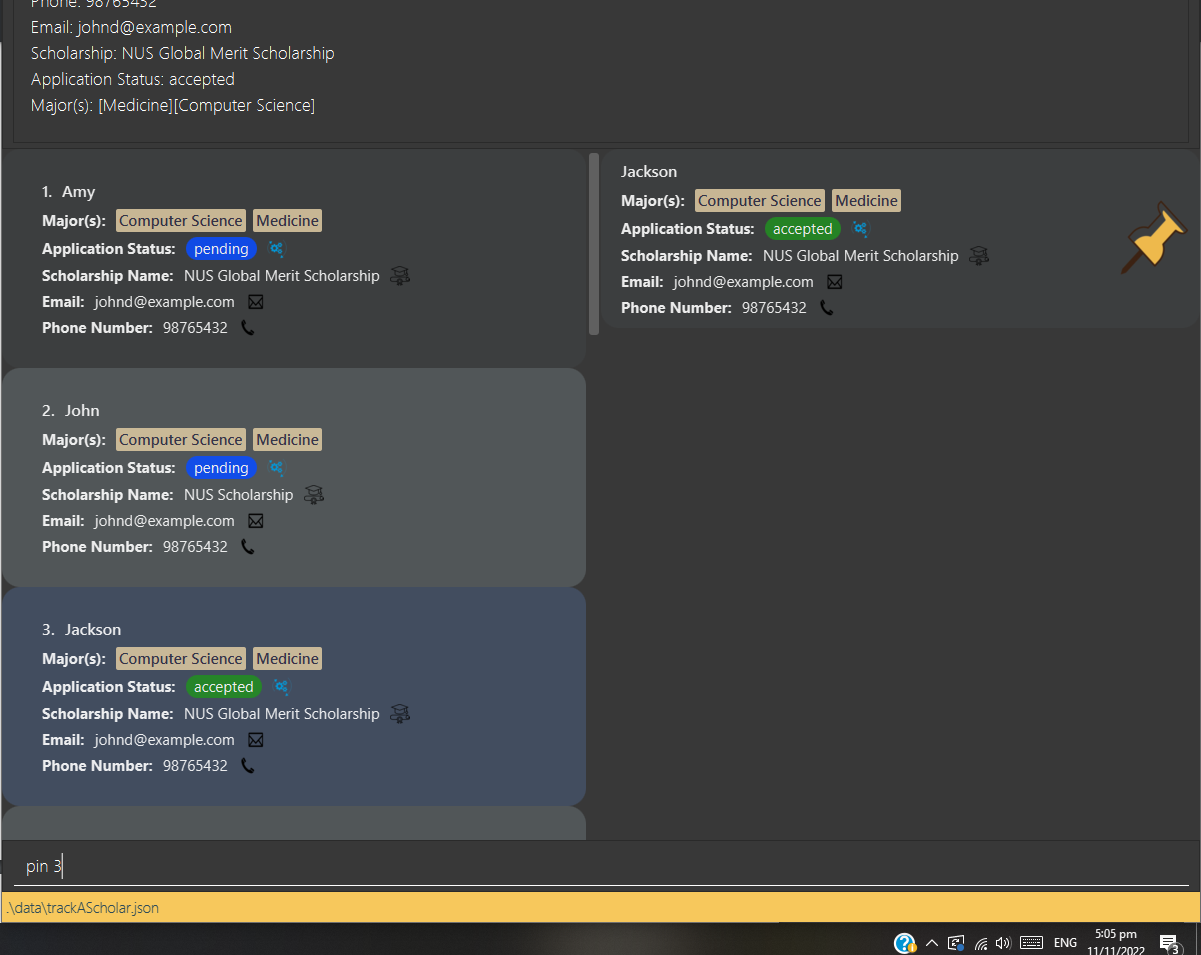 Phone: 98765432
Email: johnd@example.com
Scholarship: NUS Global Merit Scholarship
Application Status: accepted
Major(s): [Medicine][Computer Science]
1. Amy
Major(s): Computer Science Medicine
Application Status: pending
Scholarship Name: NUS Global Merit Scholarship
Email: johnd@example.com
Phone Number: 98765432
2. John
Major(s): Computer Science Medicine
Application Status: pending
Scholarship Name: NUS Scholarship
Email: johnd@example.com
Phone Number: 98765432
3. Jackson
Major(s): Computer Science Medicine
Application Status: accepted
Scholarship Name: NUS Global Merit Scholarship
Email: johnd@example.com
Phone Number: 98765432
Jackson
Major(s): Computer Science Medicine
Application Status: accepted
Scholarship Name: NUS Global Merit Scholarship
Email: johnd@example.com
Phone Number: 98765432
pin 3
.\data\trackAScholar.json
ENG
5:05 pm
11/11/2022
3